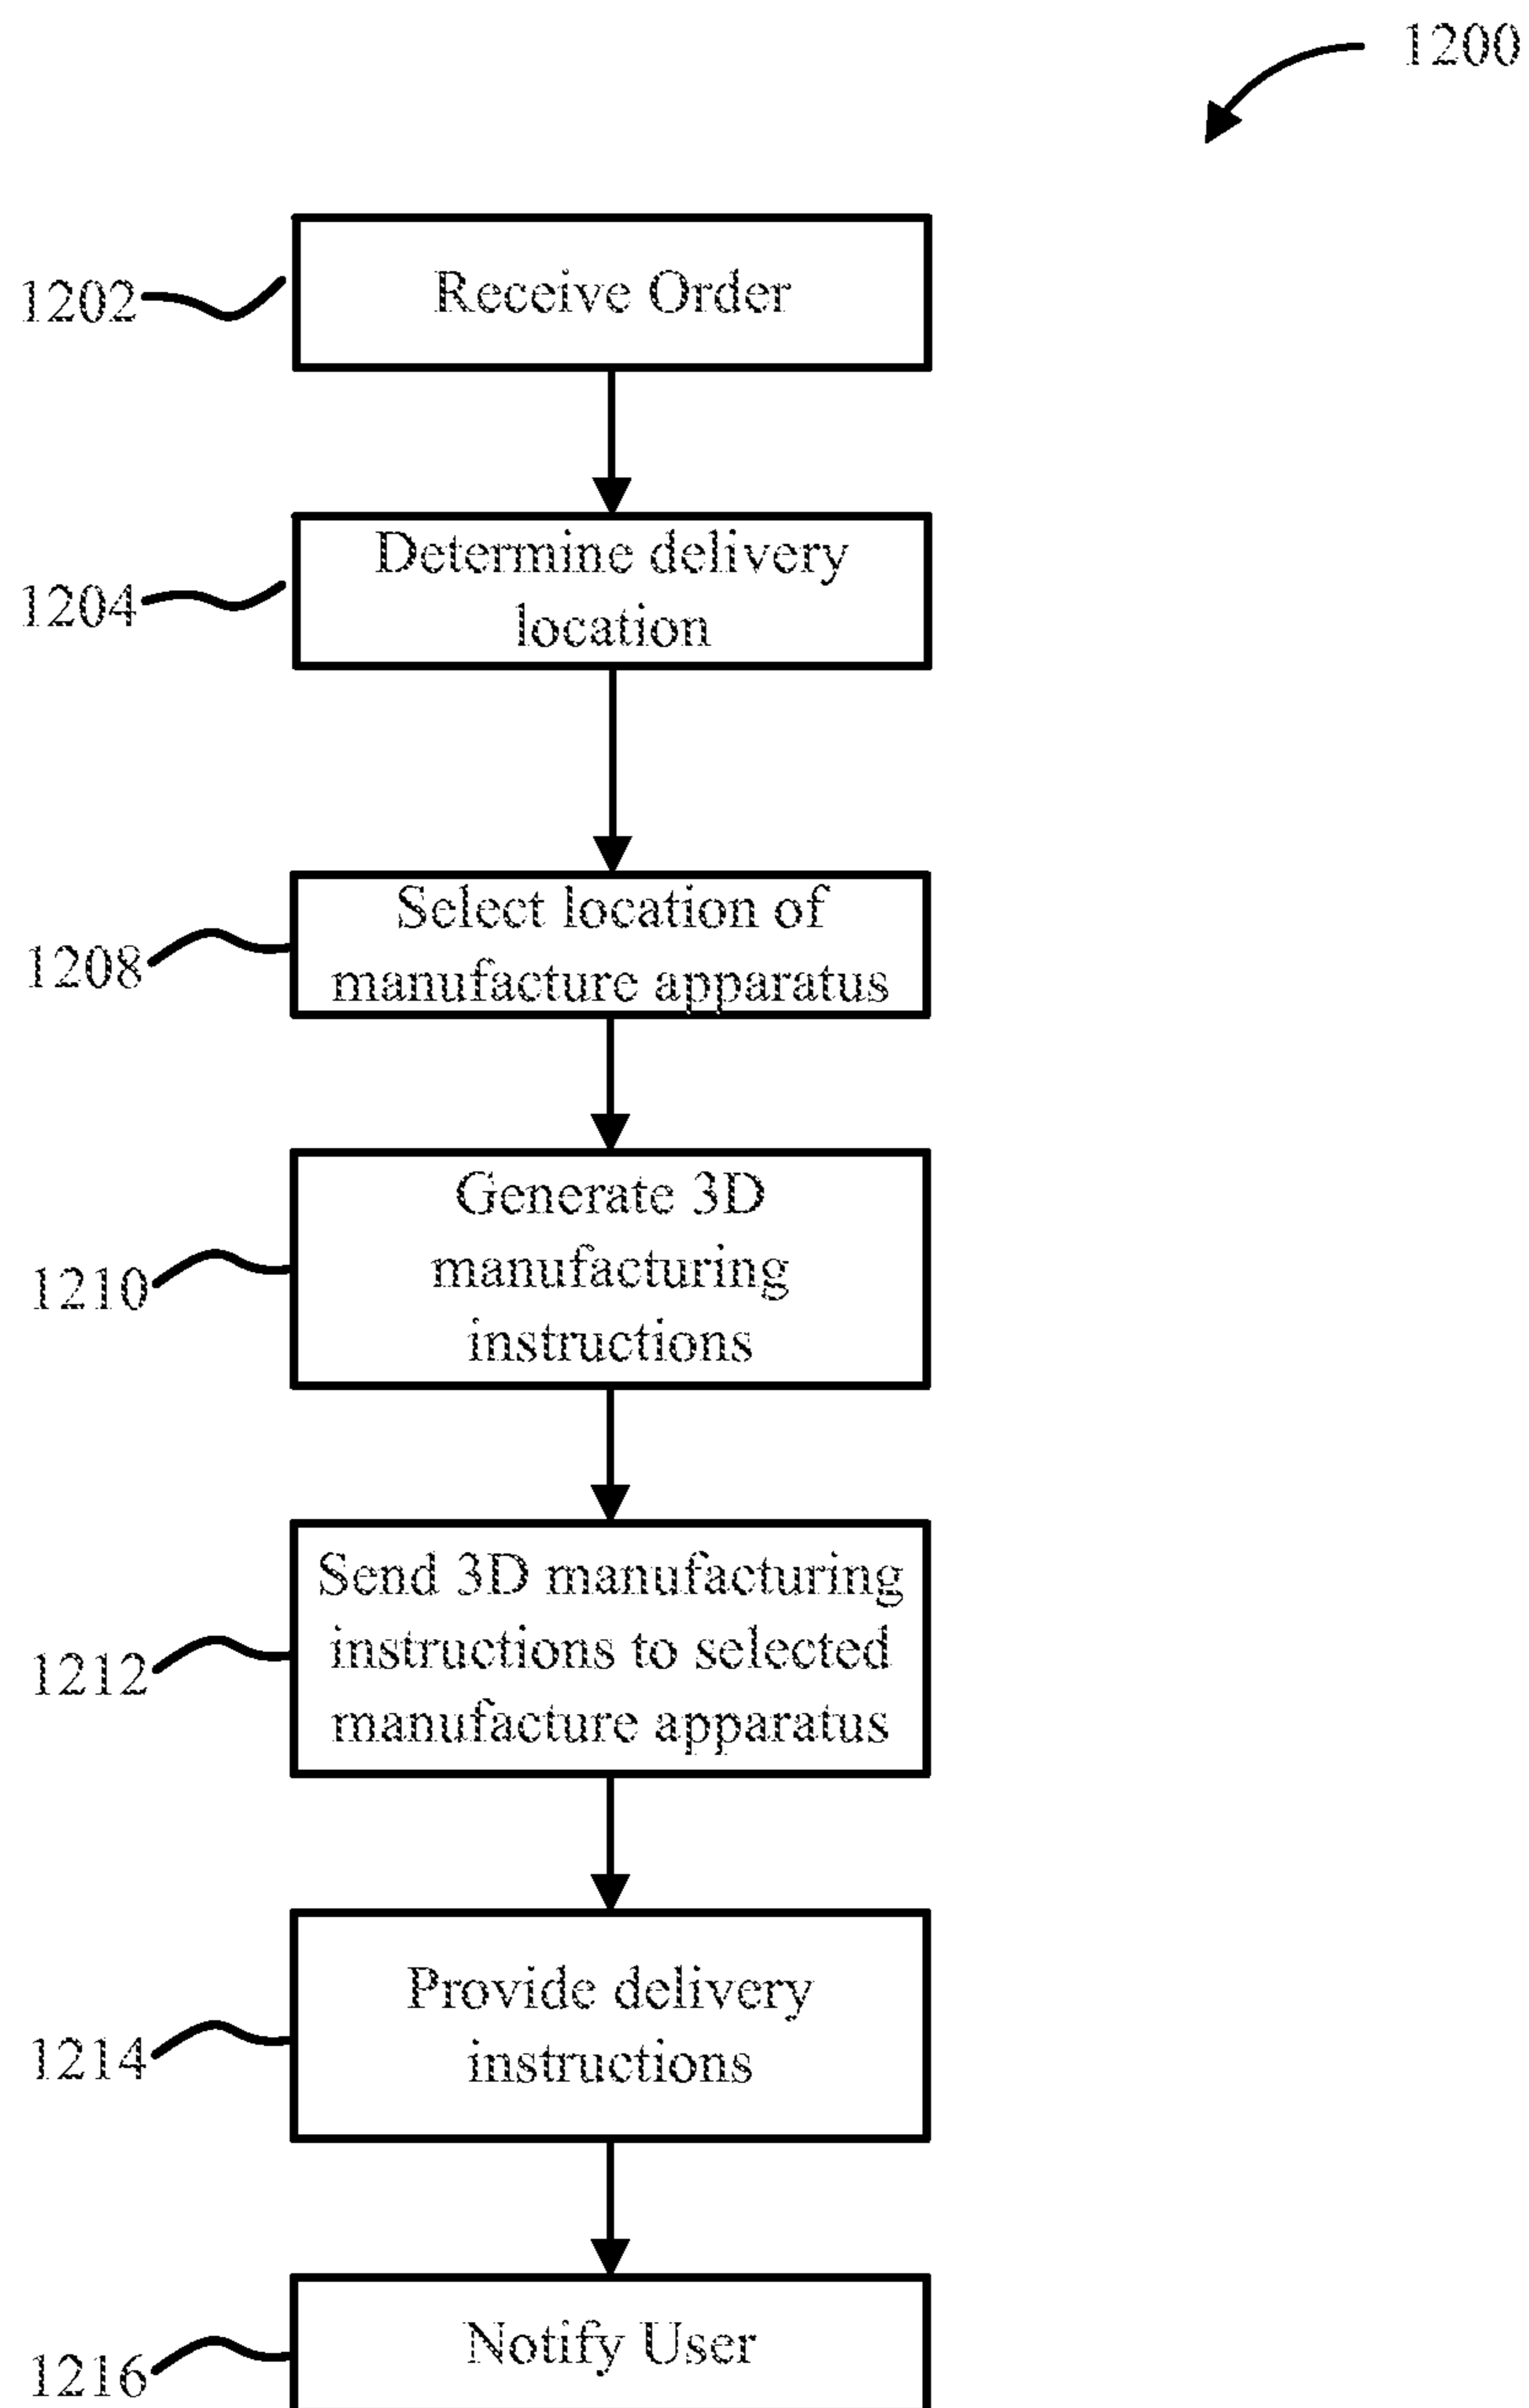 1200
1202
Receive Order
1204
Determine delivery
location
1208
Select location of
manufacture apparatus
1210
Generate 3D
manufacturing
instructions
1212
Send 3D manufacturing
instructions to selected
manufacture apparatus
1214
Provide delivery
instructions
1216
Notify User